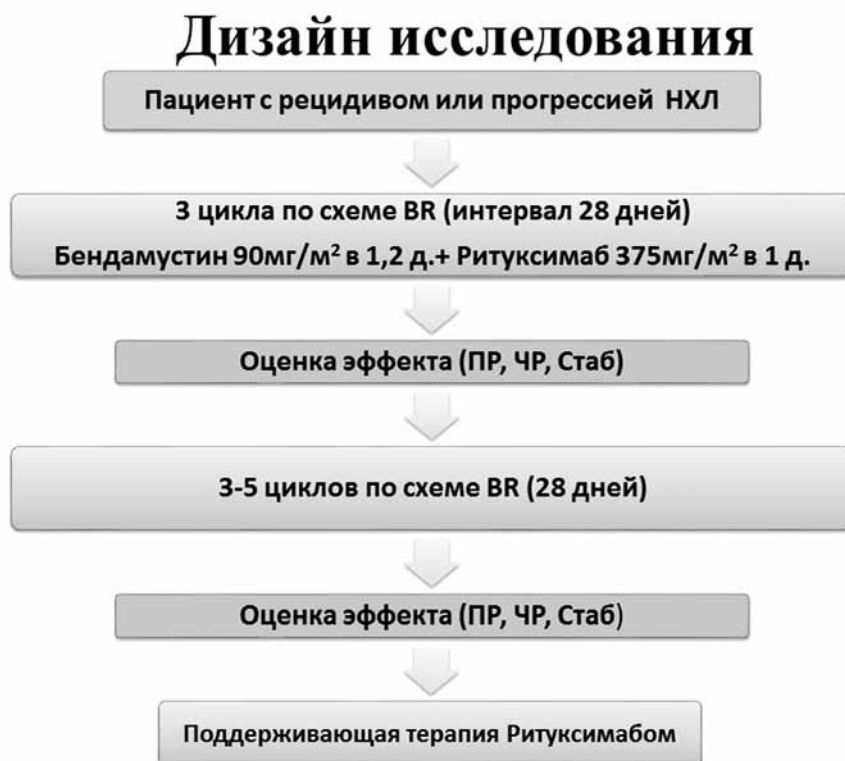 Дизайн исследования
Пациент с рецидивом или прогрессией НХЛ
3 цикла по схеме BR (интервал 28 дней)
Бендамустин 90мг/м² в 1,2 д.+ Ритуксимаб 375мг/м² в 1 д.
Оценка эффекта (ПР, ЧР, Стаб)
3-5 циклов по схеме BR (28 дней)
Оценка эффекта (ПР, ЧР, Стаб)
Поддерживающая терапия Ритуксимабом